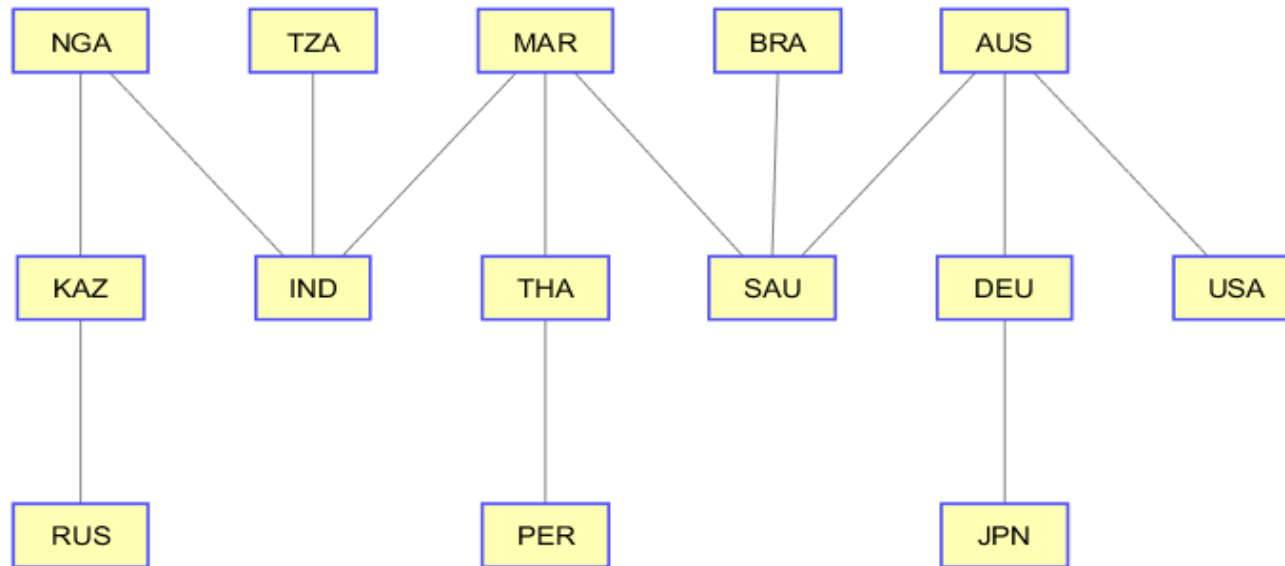 NGA TZA MAR BRA AUS
KAZ IND THA SAU DEU USA
RUS PER JPN